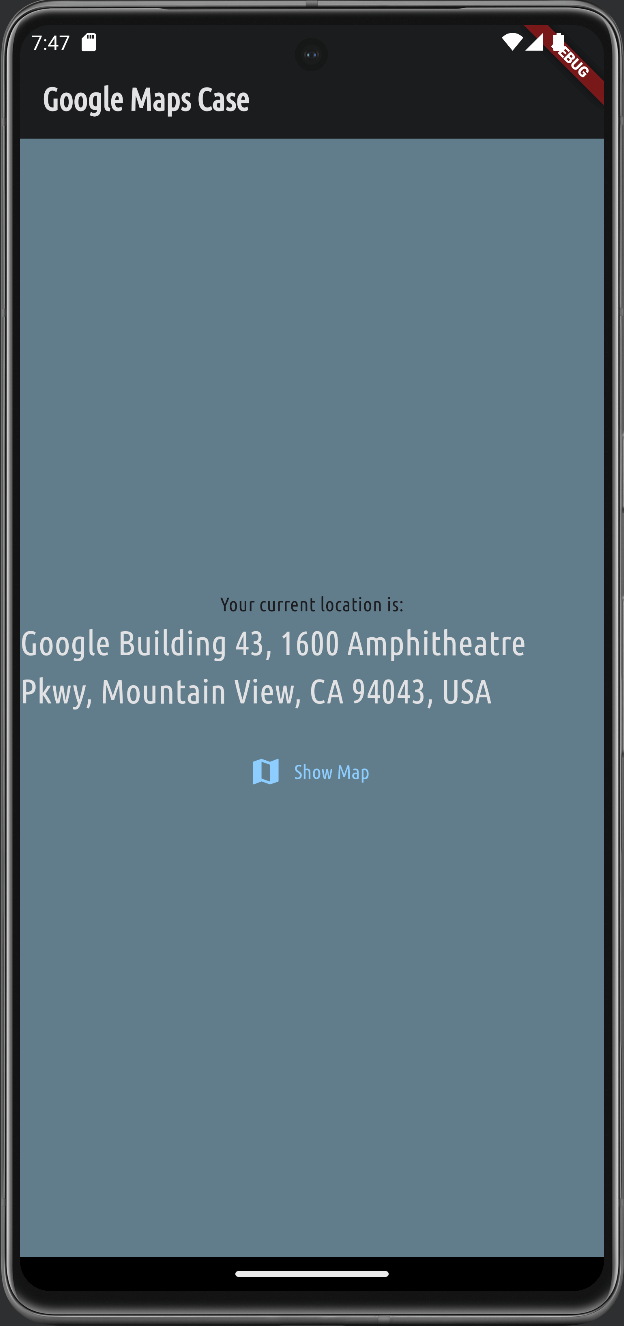 7:47
DEBUG
Google Maps Case
Your current location is:
Google Building 43, 1600 Amphitheatre
Pkwy, Mountain View, CA 94043, USA
Show Map